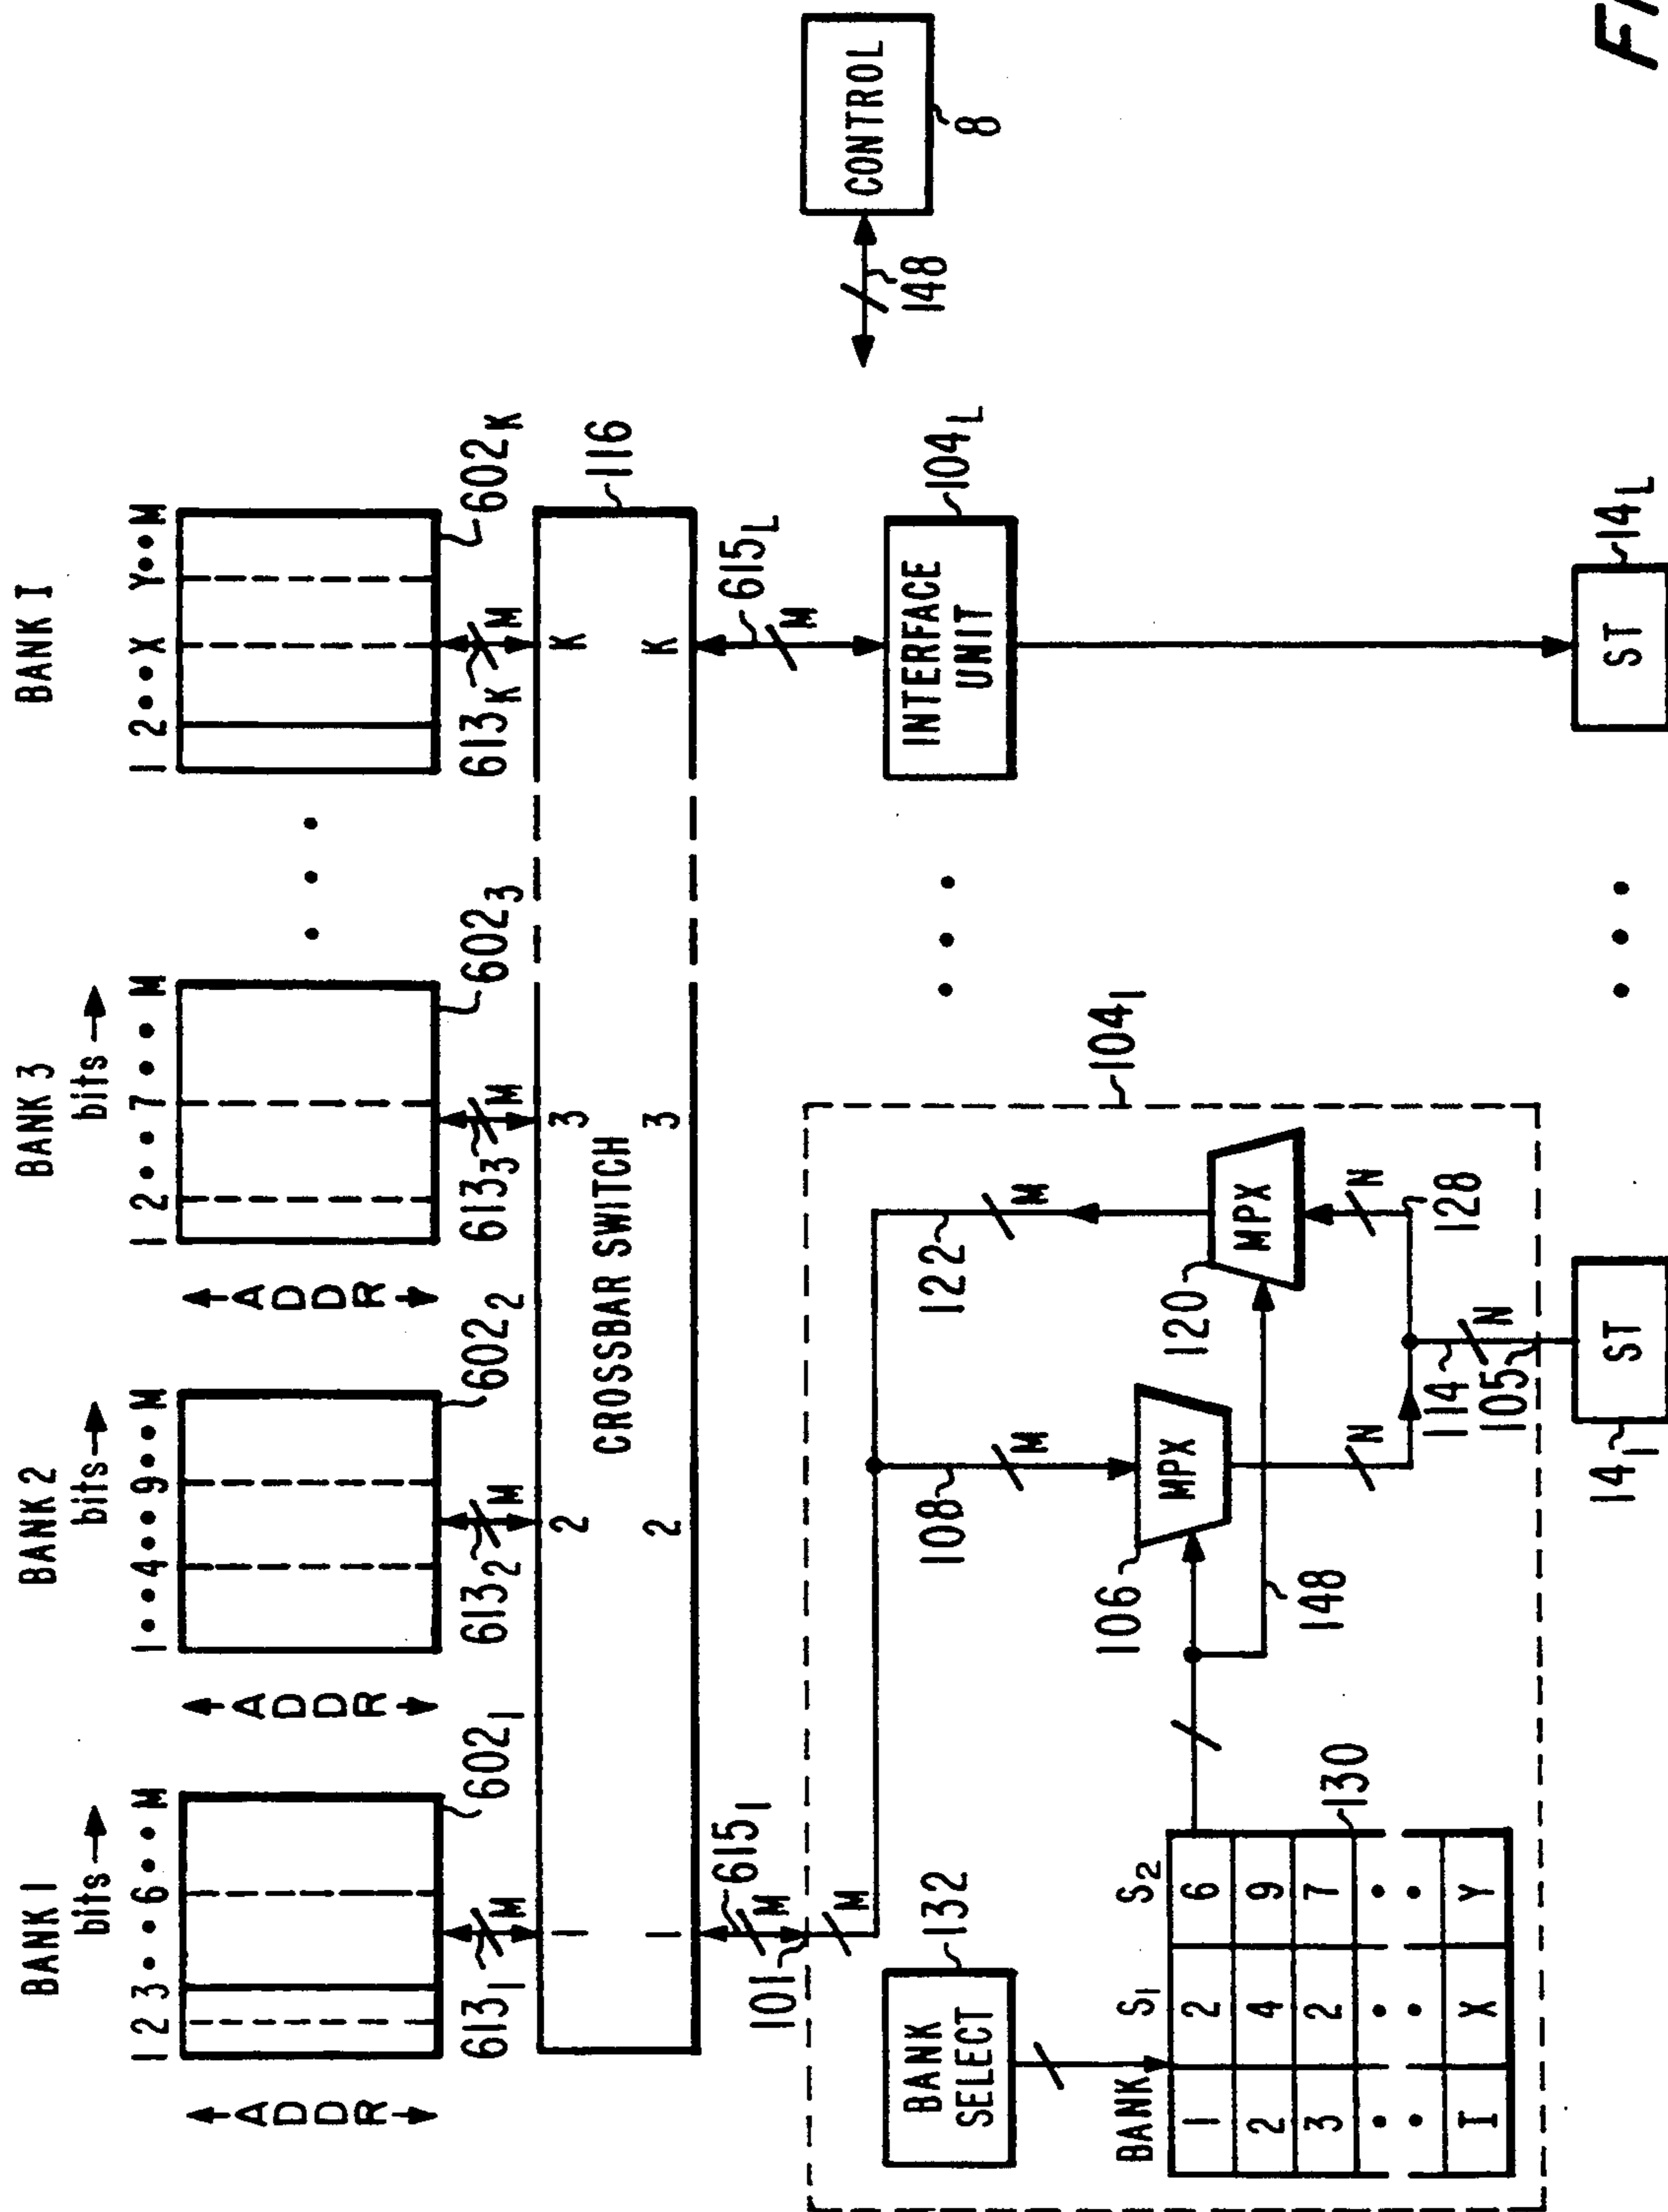 BANK 1
bits
1 2 3 • • 6 • • M
ADDR
602₁
613₁
M
BANK 2
bits
1 • • 4 • • 9 • • M
ADDR
602₂
613₂
M
BANK 3
bits
1 2 • • 7 • • M
ADDR
602₃
613₃
M
• • •
BANK I
1 2 • • X Y • • M
602K
613K
M
1 2 3 K
CROSSBAR SWITCH
116
1 2 3 K
615₁
M
101
M
615L
M
INTERFACE
UNIT
104L
CONTROL
8
148
104₁
BANK
SELECT
132
108
M
122
M
106
MPX
120
MPX
148
N
N
128
114
N
105
BANK S₁ S₂
1 2 6
2 4 9
3 2 7
• • •
• • •
I X Y
130
ST
14₁
• • •
ST
14L